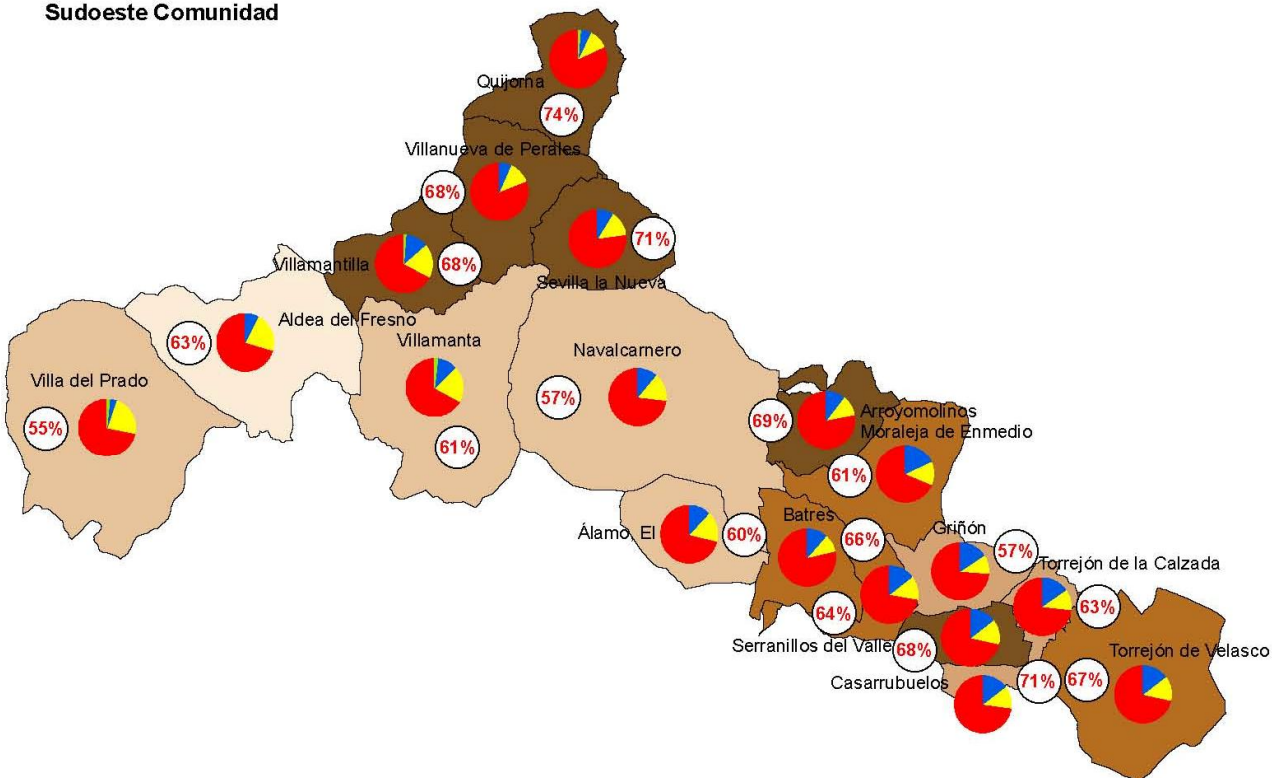 Sudoeste Comunidad
Quijorna
74%
Villanueva de Perales
68%
71%
Sevilla la Nueva
Villamantilla
68%
Aldea del Fresno
63%
Villamanta
61%
Navalcarnero
57%
Villa del Prado
55%
Arroyomolinos
69%
Moraleja de Enmedio
61%
Álamo, El
60%
Batres
66%
Griñón
57%
Torrejón de la Calzada
63%
64%
Serranillos del Valle
68%
Casarrubuelos
71%
67%
Torrejón de Velasco